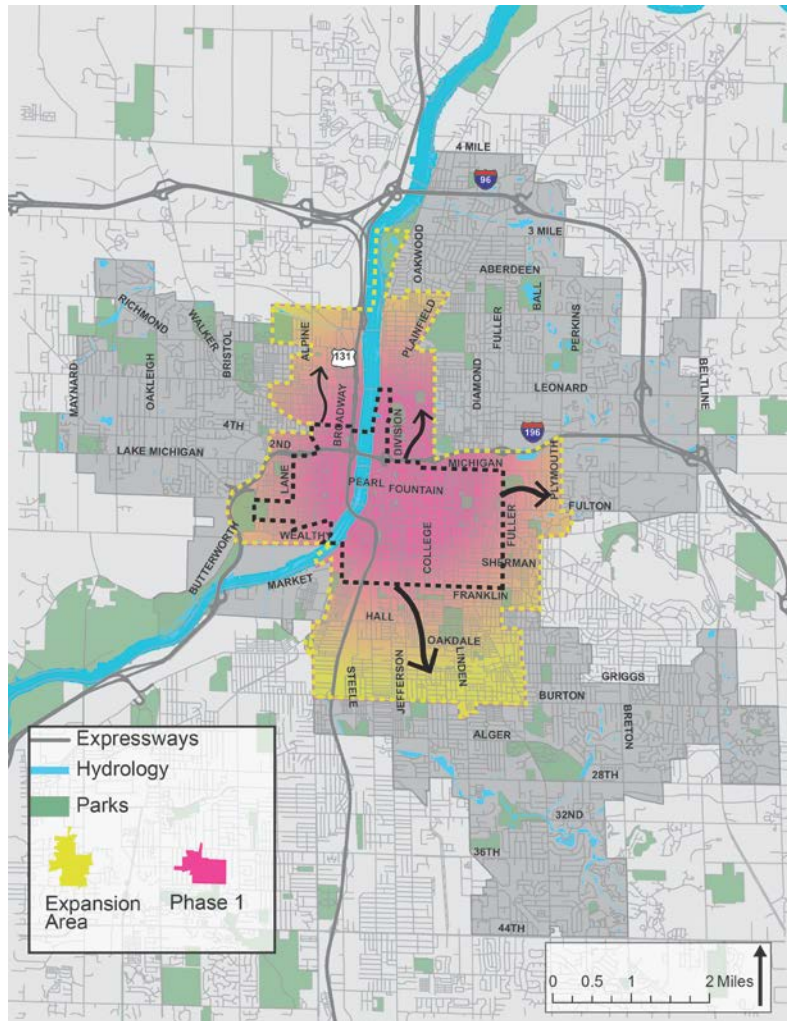 4 MILE
96
3 MILE
OAKWOOD
ABERDEEN
RICHMOND
WALKER
BRISTOL
ALPINE
PLAINFIELD
FULLER
BALL
PERKINS
131
MAYNARD
OAKLEIGH
BROADWAY
DIAMOND
LEONARD
BELTLINE
4TH
2ND
DIVISION
196
LAKE MICHIGAN
MICHIGAN
LANE
PEARL
FOUNTAIN
PLYMOUTH
FULTON
FULLER
WEALTHY
COLLEGE
BUTTERWORTH
SHERMAN
MARKET
FRANKLIN
HALL
OAKDALE
STEELE
JEFFERSON
LINDEN
GRIGGS
BURTON
BRETON
ALGER
28TH
32ND
36TH
44TH
Expressways
Hydrology
Parks
Expansion
Area
Phase 1
0 0.5 1 2 Miles